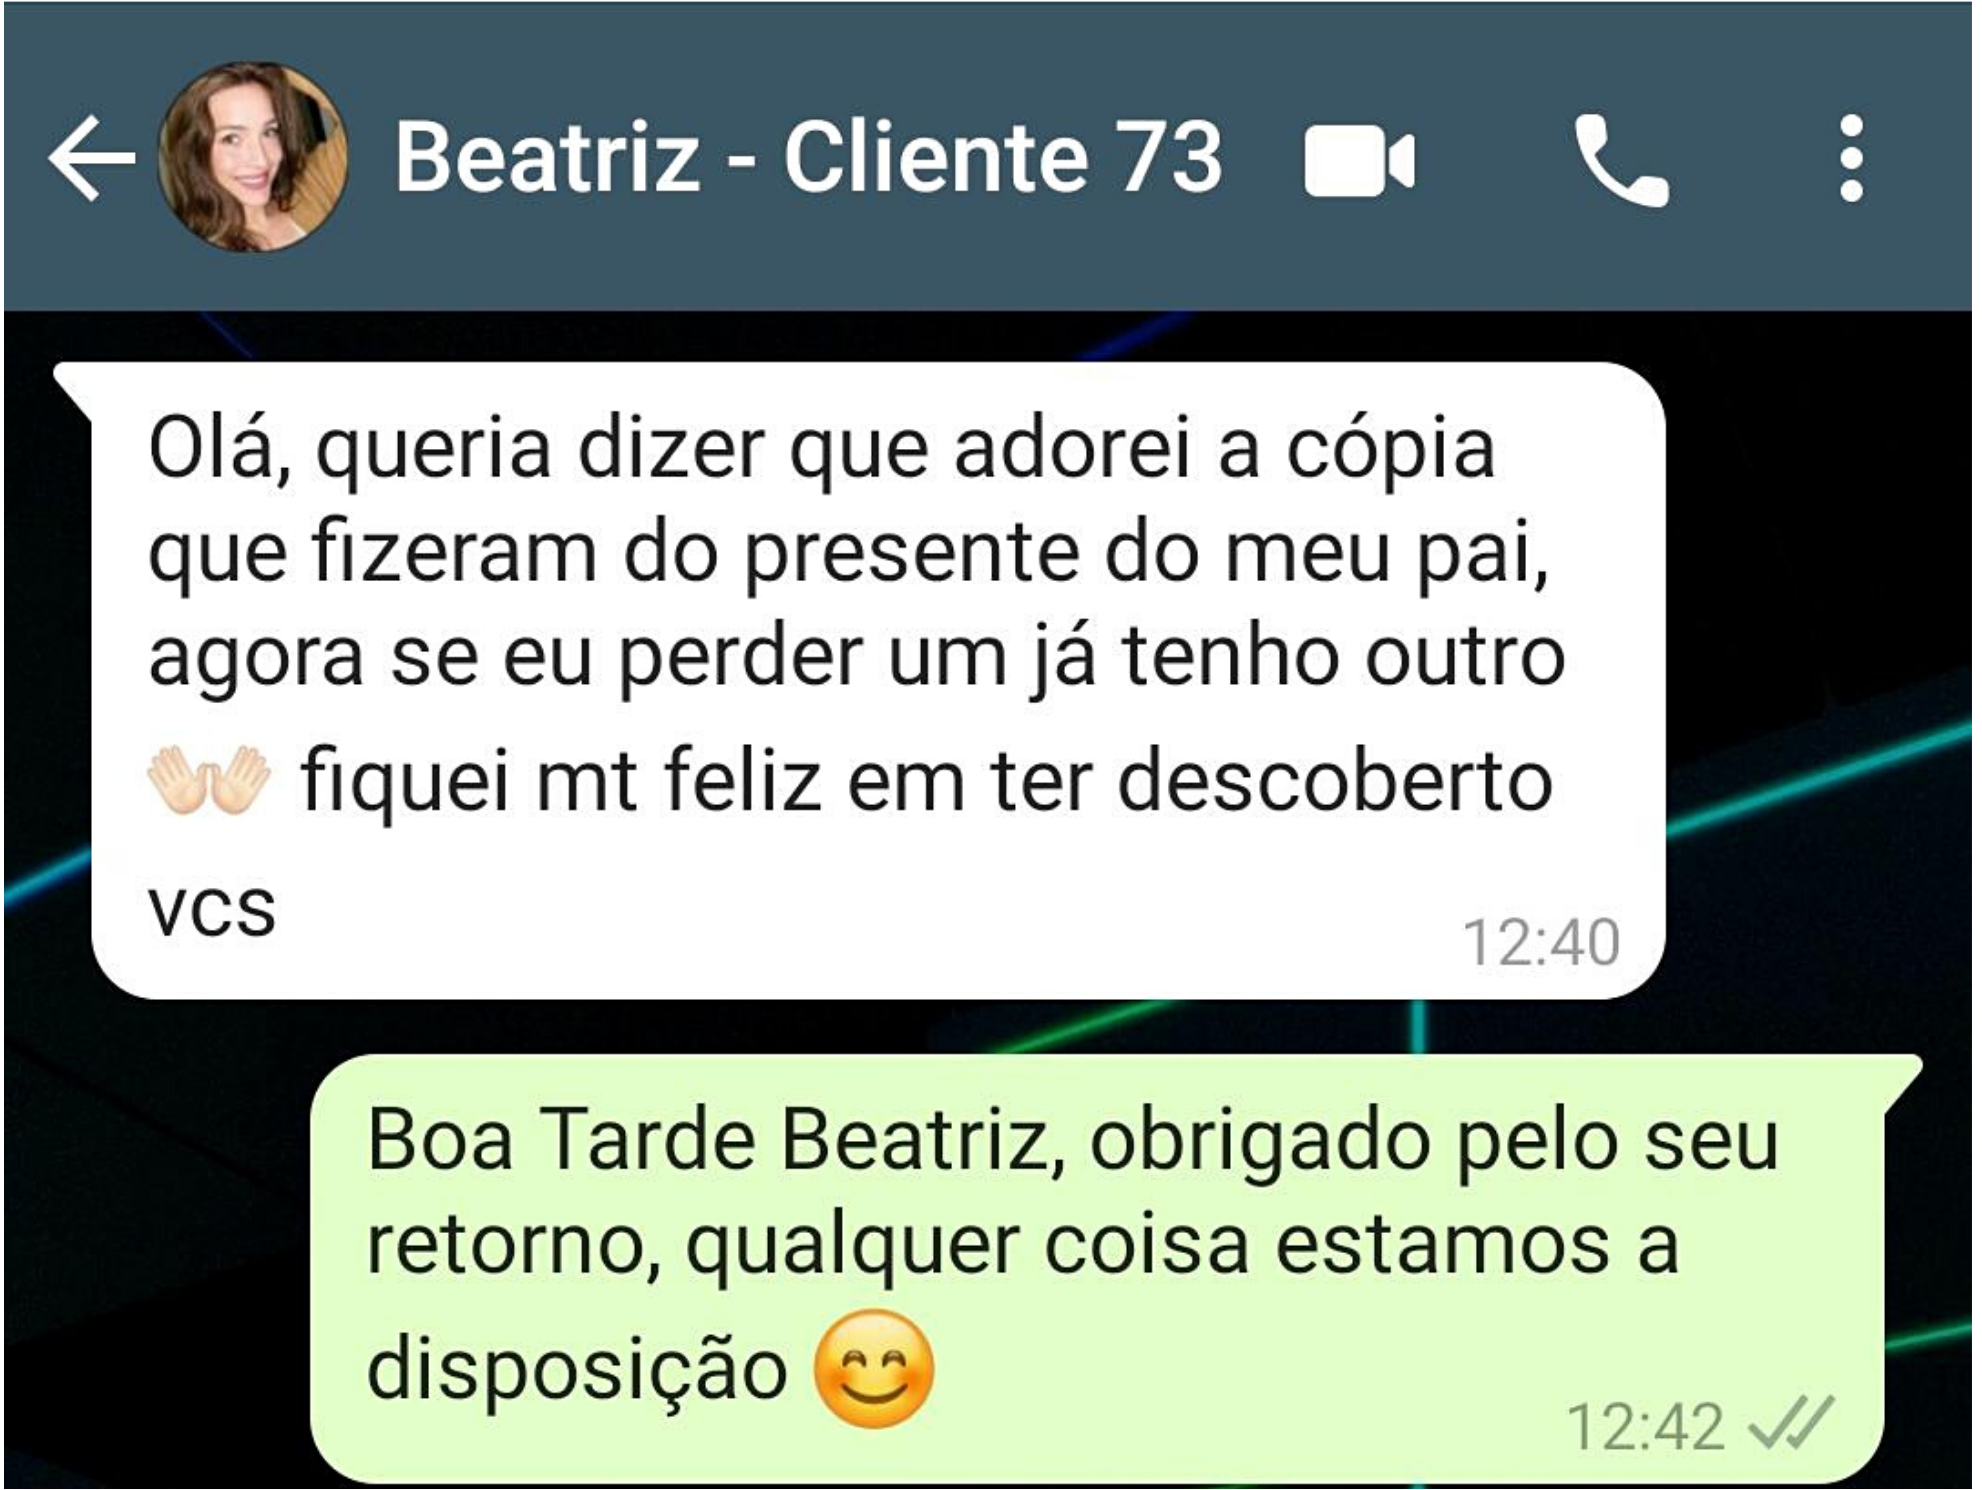 Beatriz - Cliente 73
Olá, queria dizer que adorei a cópia
que fizeram do presente do meu pai,
agora se eu perder um já tenho outro
👐🏻 fiquei mt feliz em ter descoberto
vcs
12:40
Boa Tarde Beatriz, obrigado pelo seu
retorno, qualquer coisa estamos a
disposição 😊
12:42